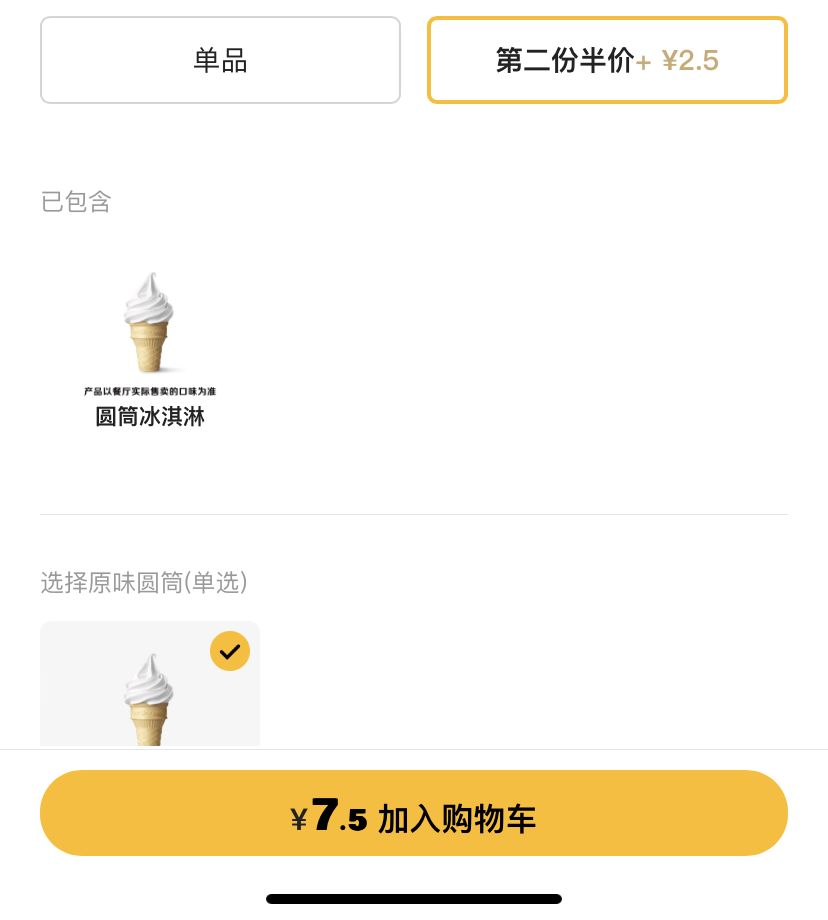 单品
第二份半价+ ¥2.5
已包含
产品以餐厅实际售卖的口味为准
圆筒冰淇淋
选择原味圆筒(单选)
¥7.5 加入购物车